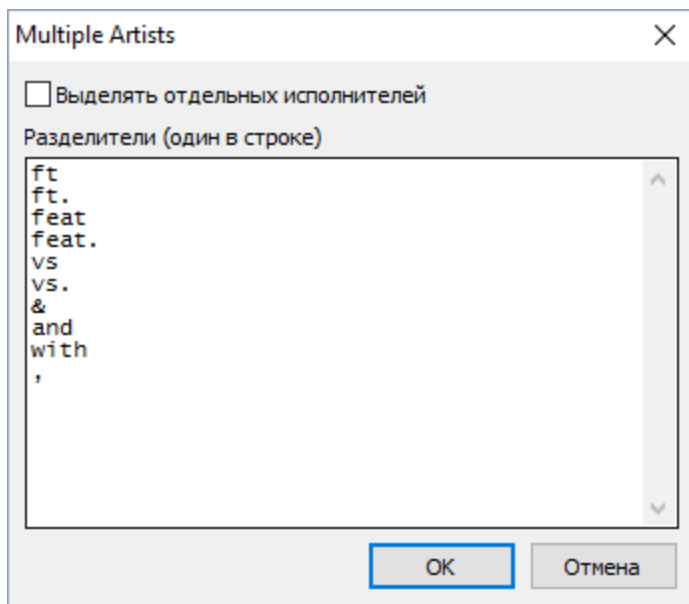 Multiple Artists
Выделять отдельных исполнителей
Разделители (один в строке)
ft
ft.
feat
feat.
vs
vs.
&
and
with
,
OK
Отмена